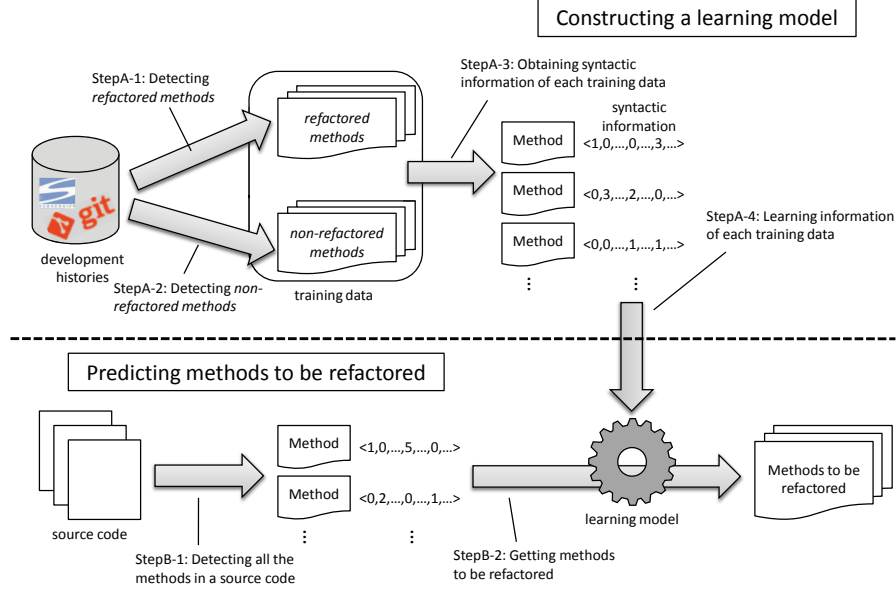 Constructing a learning model
StepA-1: Detecting
refactored methods
StepA-3: Obtaining syntactic
information of each training data
refactored
methods
syntactic
information
Method <1,0,...,0,...,3,...>
git
Method <0,3,...,2,...,0,...>
StepA-4: Learning information
of each training data
non-refactored
methods
Method <0,0,...,1,...,1,...>
development
histories
StepA-2: Detecting non-
refactored methods
training data
Predicting methods to be refactored
Method <1,0,...,5,...,0,...>
Method <0,2,...,0,...,1,...>
Methods to be
refactored
source code
learning model
StepB-1: Detecting all the
methods in a source code
StepB-2: Getting methods
to be refactored